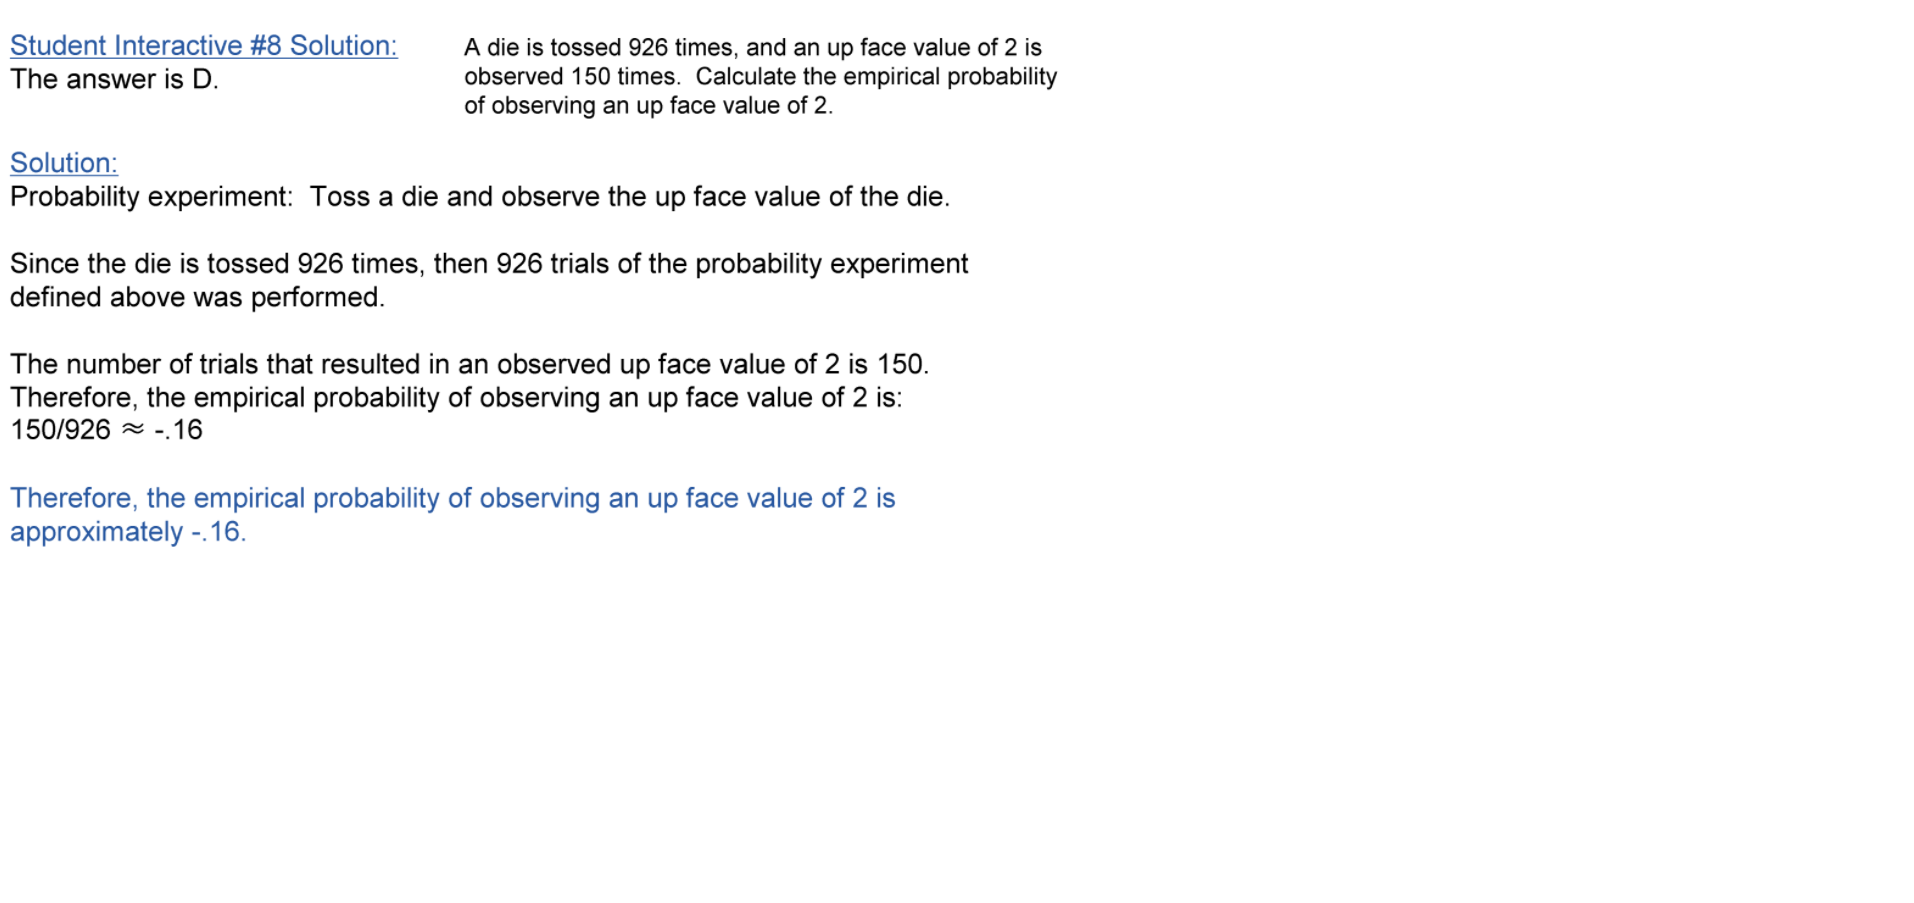 Student Interactive #8 Solution:
The answer is D.
A die is tossed 926 times, and an up face value of 2 is
observed 150 times.  Calculate the empirical probability
of observing an up face value of 2.
Solution:
Probability experiment:  Toss a die and observe the up face value of the die.
Since the die is tossed 926 times, then 926 trials of the probability experiment
defined above was performed.
The number of trials that resulted in an observed up face value of 2 is 150.
Therefore, the empirical probability of observing an up face value of 2 is:
150/926 ≈ -.16
Therefore, the empirical probability of observing an up face value of 2 is
approximately -.16.